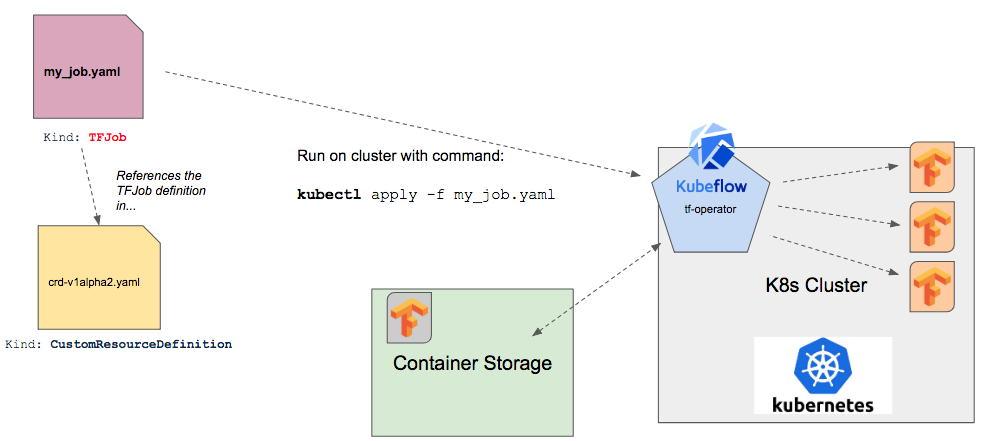 my_job.yaml
Kind: TFJob
References the
TFJob definition
in...
crd-v1alpha2.yaml
Kind: CustomResourceDefinition
Run on cluster with command:
kubectl apply -f my_job.yaml
Container Storage
Kubeflow
tf-operator
K8s Cluster
kubernetes